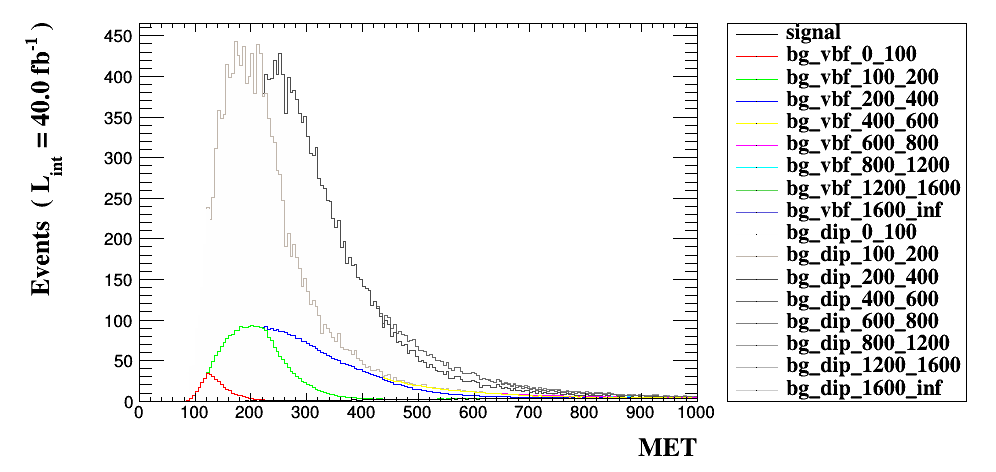 Events ( L_int = 40.0 fb^-1 )
450
400
350
300
250
200
150
100
50
0
0 100 200 300 400 500 600 700 800 900 1000
MET
signal
bg_vbf_0_100
bg_vbf_100_200
bg_vbf_200_400
bg_vbf_400_600
bg_vbf_600_800
bg_vbf_800_1200
bg_vbf_1200_1600
bg_vbf_1600_inf
bg_dip_0_100
bg_dip_100_200
bg_dip_200_400
bg_dip_400_600
bg_dip_600_800
bg_dip_800_1200
bg_dip_1200_1600
bg_dip_1600_inf